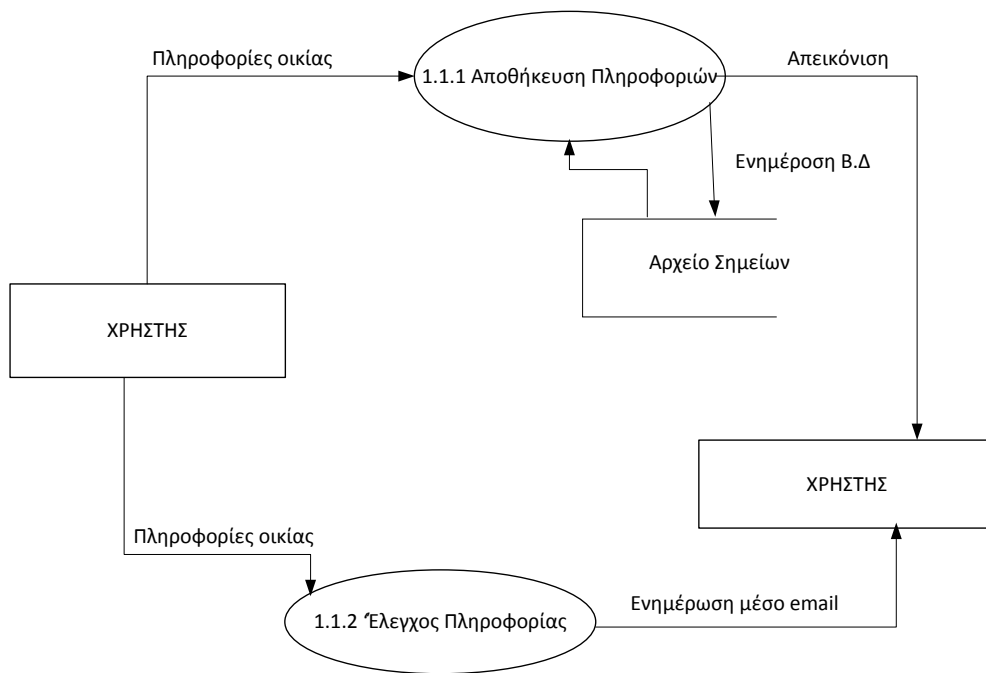 Πληροφορίες οικίας
Απεικόνιση
1.1.1 Αποθήκευση Πληροφοριών
Ενημέροση Β.Δ
Αρχείο Σημείων
ΧΡΗΣΤΗΣ
ΧΡΗΣΤΗΣ
Πληροφορίες οικίας
Ενημέρωση μέσο email
1.1.2 Έλεγχος Πληροφορίας